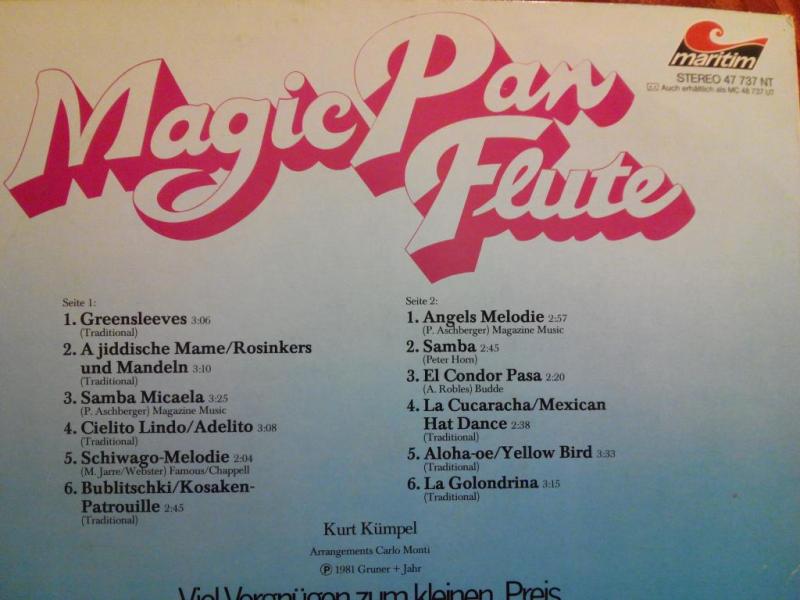 Magic Pan
Flute
maritim
STEREO 47 737 NT
Auch erhältlich als MC 48 737 UT
Seite 1:
1. Greensleeves 3:06
(Traditional)
2. A jiddische Mame/Rosinkers
und Mandeln 3:10
(Traditional)
3. Samba Micaela 3:25
(P. Aschberger) Magazine Music
4. Cielito Lindo/Adelito 3:08
(Traditional)
5. Schiwago-Melodie 2:04
(M. Jarre/Webster) Famous/Chappell
6. Bublitschki/Kosaken-
Patrouille 2:45
(Traditional)
Seite 2:
1. Angels Melodie 2:57
(P. Aschberger) Magazine Music
2. Samba 2:45
(Peter Horn)
3. El Condor Pasa 2:20
(A. Robles) Budde
4. La Cucaracha/Mexican
Hat Dance 2:38
(Traditional)
5. Aloha-oe/Yellow Bird 3:33
(Traditional)
6. La Golondrina 3:15
(Traditional)
Kurt Kümpel
Arrangements Carlo Monti
Ⓟ 1981 Gruner + Jahr
Viel Vergnügen zum kleinen Preis